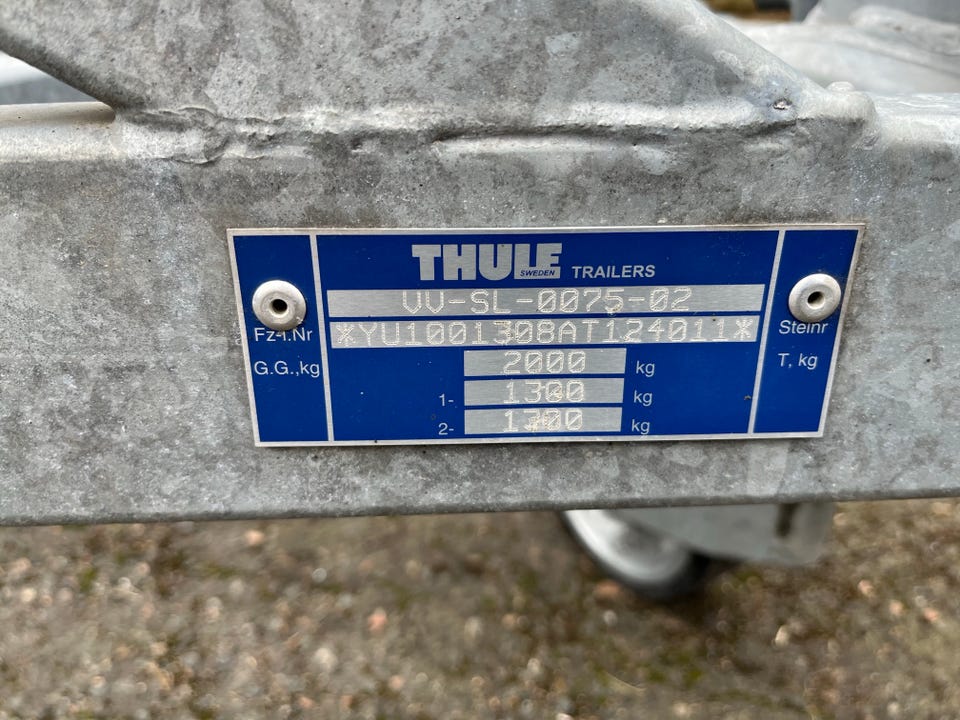 THULE
SWEDEN
TRAILERS
VV-SL-0075-02
Fz-I.Nr *YU1001308AT124011* Steinr
G.G.,kg 2000 kg T, kg
1- 1300 kg
2- 1300 kg